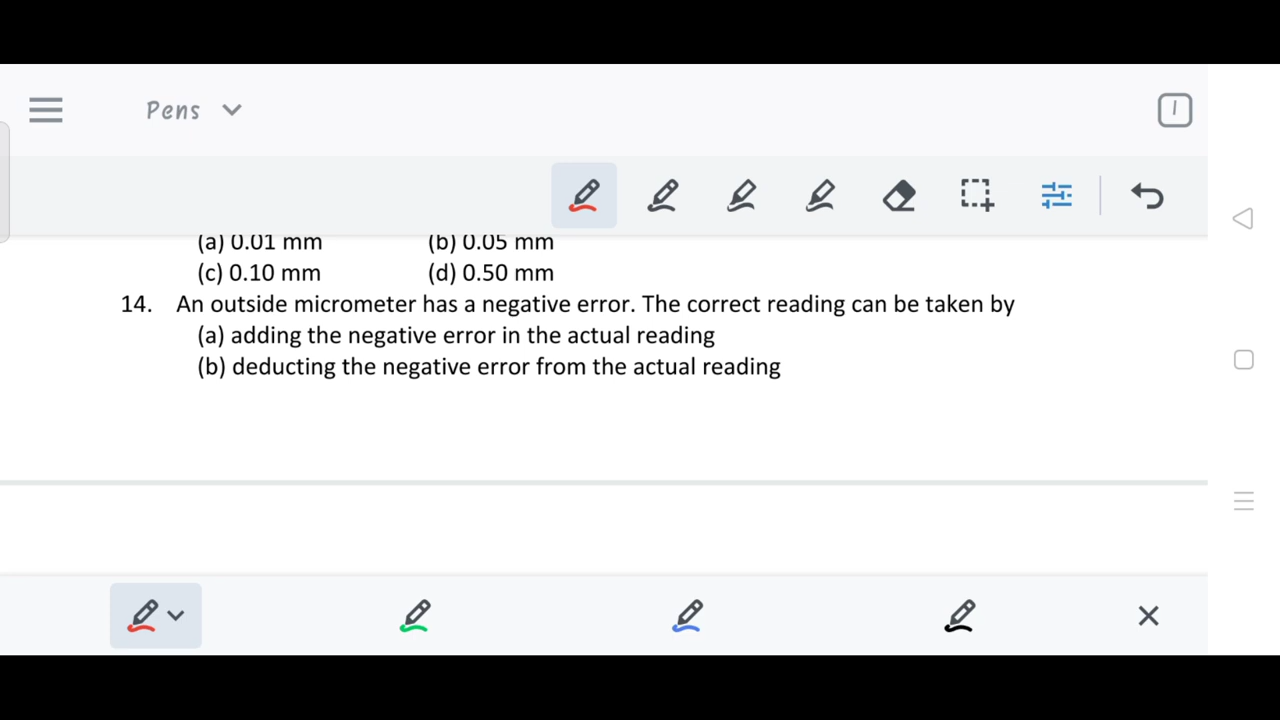 Pens
(a) 0.01 mm (b) 0.05 mm
(c) 0.10 mm (d) 0.50 mm
14. An outside micrometer has a negative error. The correct reading can be taken by
(a) adding the negative error in the actual reading
(b) deducting the negative error from the actual reading